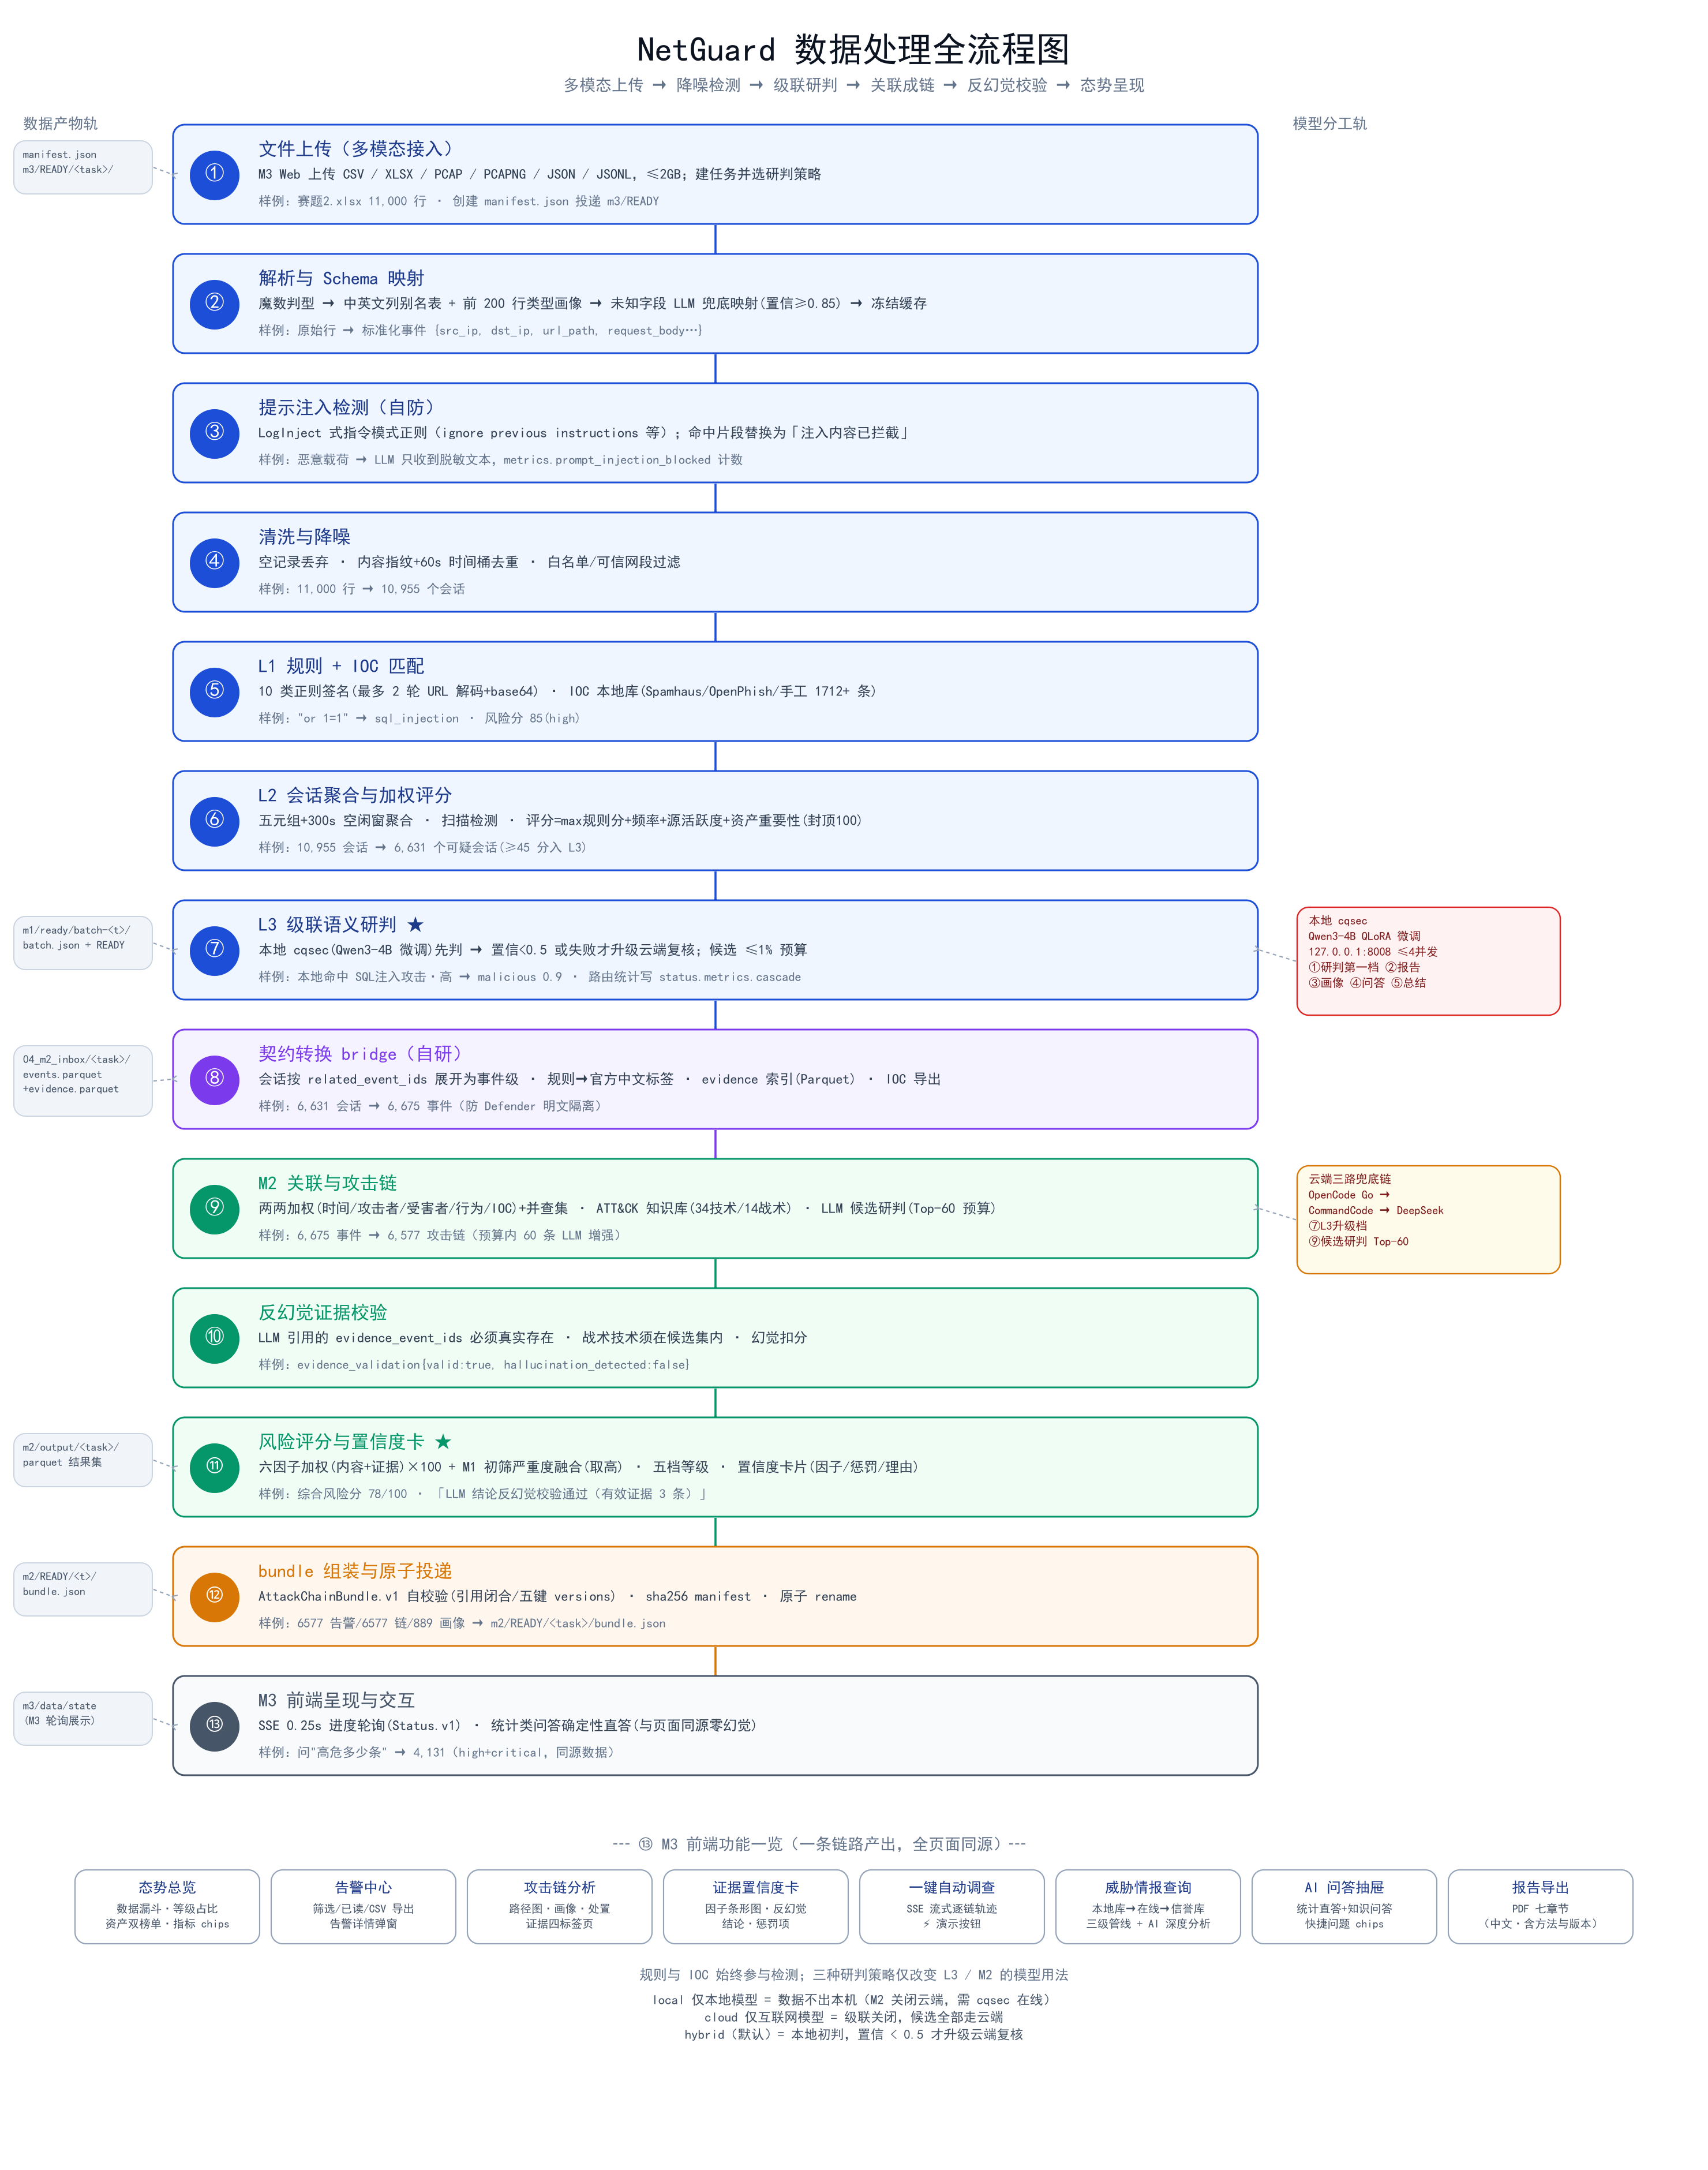 NetGuard 数据处理全流程图
多模态上传 → 降噪检测 → 级联研判 → 关联成链 → 反幻觉校验 → 态势呈现
数据产物轨
模型分工轨
manifest.json
m3/READY/<task>/
①
文件上传（多模态接入）
M3 Web 上传 CSV / XLSX / PCAP / PCAPNG / JSON / JSONL, ≤2GB；建任务并选研判策略
样例：赛题2.xlsx 11,000 行 · 创建 manifest.json 投递 m3/READY
②
解析与 Schema 映射
魔数判型 → 中英文列别名表 + 前 200 行类型画像 → 未知字段 LLM 兜底映射(置信≥0.85) → 冻结缓存
样例：原始行 → 标准化事件 {src_ip, dst_ip, url_path, request_body…}
③
提示注入检测（自防）
LogInject 式指令模式正则（ignore previous instructions 等）；命中片段替换为「注入内容已拦截」
样例：恶意载荷 → LLM 只收到脱敏文本，metrics.prompt_injection_blocked 计数
④
清洗与降噪
空记录丢弃 · 内容指纹+60s 时间桶去重 · 白名单/可信网段过滤
样例：11,000 行 → 10,955 个会话
⑤
L1 规则 + IOC 匹配
10 类正则签名(最多 2 轮 URL 解码+base64) · IOC 本地库(Spamhaus/OpenPhish/手工 1712+ 条)
样例："or 1=1" → sql_injection · 风险分 85(high)
⑥
L2 会话聚合与加权评分
五元组+300s 空闲窗聚合 · 扫描检测 · 评分=max规则分+频率+源活跃度+资产重要性(封顶100)
样例：10,955 会话 → 6,631 个可疑会话(≥45 分入 L3)
m1/ready/batch-<t>/
batch.json + READY
⑦
L3 级联语义研判 ★
本地 cqsec(Qwen3-4B 微调)先判 → 置信<0.5 或失败才升级云端复核；候选 ≤1% 预算
样例：本地命中 SQL注入攻击·高 → malicious 0.9 · 路由统计写 status.metrics.cascade
本地 cqsec
Qwen3-4B QLoRA 微调
127.0.0.1:8008 ≤4并发
①研判第一档 ②报告
③画像 ④问答 ⑤总结
04_m2_inbox/<task>/
events.parquet
+evidence.parquet
⑧
契约转换 bridge（自研）
会话按 related_event_ids 展开为事件级 · 规则→官方中文标签 · evidence 索引(Parquet) · IOC 导出
样例：6,631 会话 → 6,675 事件（防 Defender 明文隔离）
⑨
M2 关联与攻击链
两两加权(时间/攻击者/受害者/行为/IOC)+并查集 · ATT&CK 知识库(34技术/14战术) · LLM 候选研判(Top-60 预算)
样例：6,675 事件 → 6,577 攻击链（预算内 60 条 LLM 增强）
云端三路兜底链
OpenCode Go →
CommandCode → DeepSeek
⑦L3升级档
⑨候选研判 Top-60
⑩
反幻觉证据校验
LLM 引用的 evidence_event_ids 必须真实存在 · 战术技术须在候选集内 · 幻觉扣分
样例：evidence_validation{valid:true, hallucination_detected:false}
m2/output/<task>/
parquet 结果集
⑪
风险评分与置信度卡 ★
六因子加权(内容+证据)×100 + M1 初筛严重度融合(取高) · 五档等级 · 置信度卡片(因子/惩罚/理由)
样例：综合风险分 78/100 · 「LLM 结论反幻觉校验通过（有效证据 3 条）」
m2/READY/<t>/
bundle.json
⑫
bundle 组装与原子投递
AttackChainBundle.v1 自校验(引用闭合/五键 versions) · sha256 manifest · 原子 rename
样例：6577 告警/6577 链/889 画像 → m2/READY/<task>/bundle.json
m3/data/state
(M3 轮询展示)
⑬
M3 前端呈现与交互
SSE 0.25s 进度轮询(Status.v1) · 统计类问答确定性直答(与页面同源零幻觉)
样例：问"高危多少条" → 4,131（high+critical，同源数据）
--- ⑬ M3 前端功能一览（一条链路产出，全页面同源）---
态势总览
数据漏斗·等级占比
资产双榜单·指标 chips
告警中心
筛选/已读/CSV 导出
告警详情弹窗
攻击链分析
路径图·画像·处置
证据四标签页
证据置信度卡
因子条形图·反幻觉
结论·惩罚项
一键自动调查
SSE 流式逐链轨迹
⚡ 演示按钮
威胁情报查询
本地库→在线→信誉库
三级管线 + AI 深度分析
AI 问答抽屉
统计直答+知识问答
快捷问题 chips
报告导出
PDF 七章节
（中文·含方法与版本）
规则与 IOC 始终参与检测；三种研判策略仅改变 L3 / M2 的模型用法
local 仅本地模型 = 数据不出本机（M2 关闭云端，需 cqsec 在线）
cloud 仅互联网模型 = 级联关闭，候选全部走云端
hybrid（默认）= 本地初判，置信 < 0.5 才升级云端复核